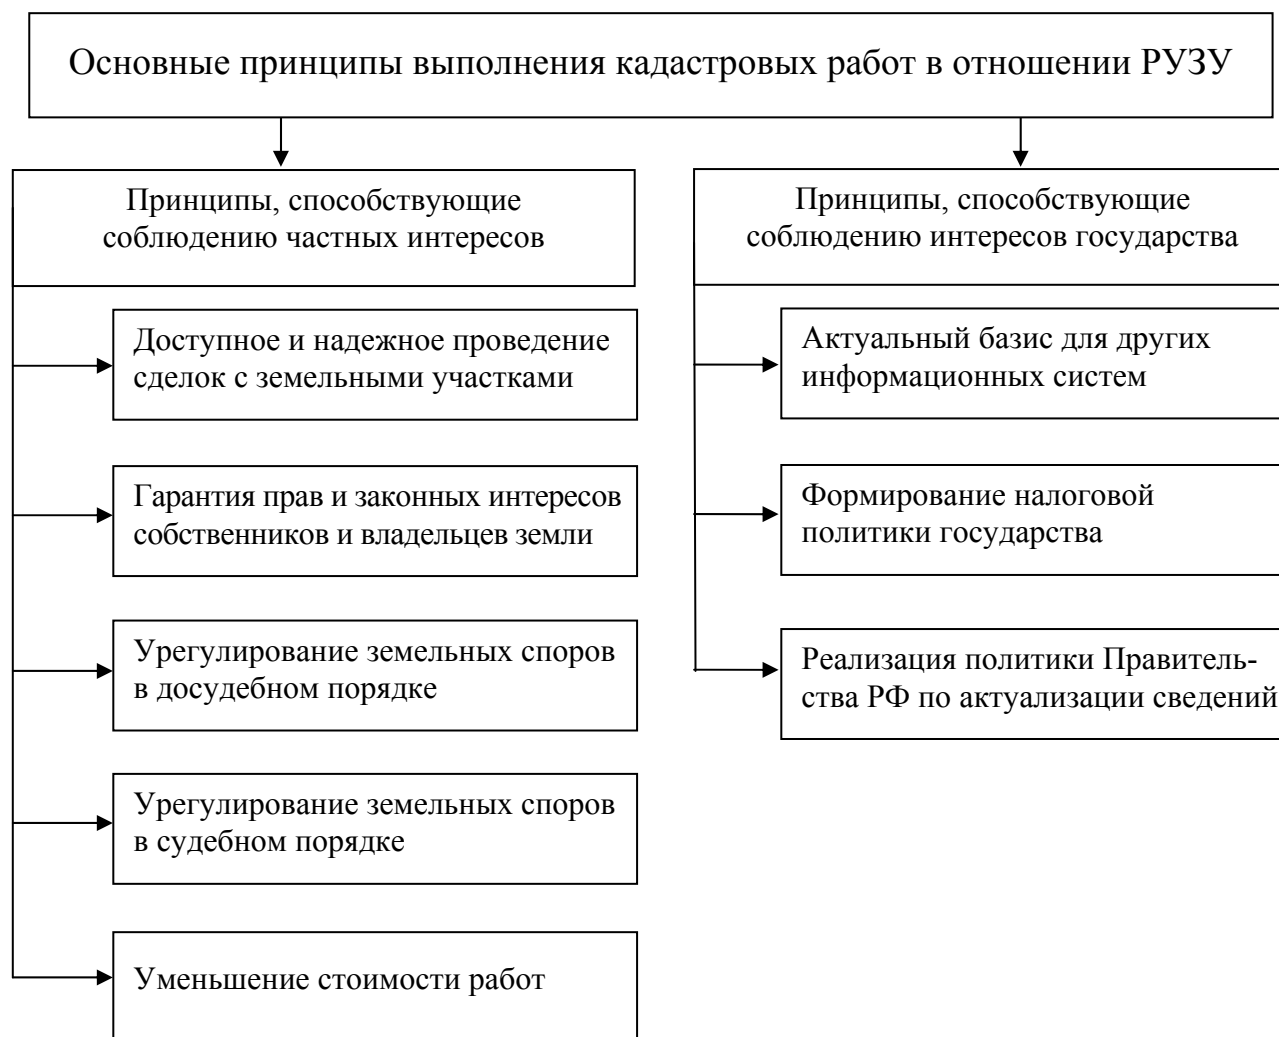 Основные принципы выполнения кадастровых работ в отношении РУЗУ
Принципы, способствующие
соблюдению частных интересов
Доступное и надежное проведение
сделок с земельными участками
Гарантия прав и законных интересов
собственников и владельцев земли
Урегулирование земельных споров
в досудебном порядке
Урегулирование земельных споров
в судебном порядке
Уменьшение стоимости работ
Принципы, способствующие
соблюдению интересов государства
Актуальный базис для других
информационных систем
Формирование налоговой
политики государства
Реализация политики Правитель-
ства РФ по актуализации сведений